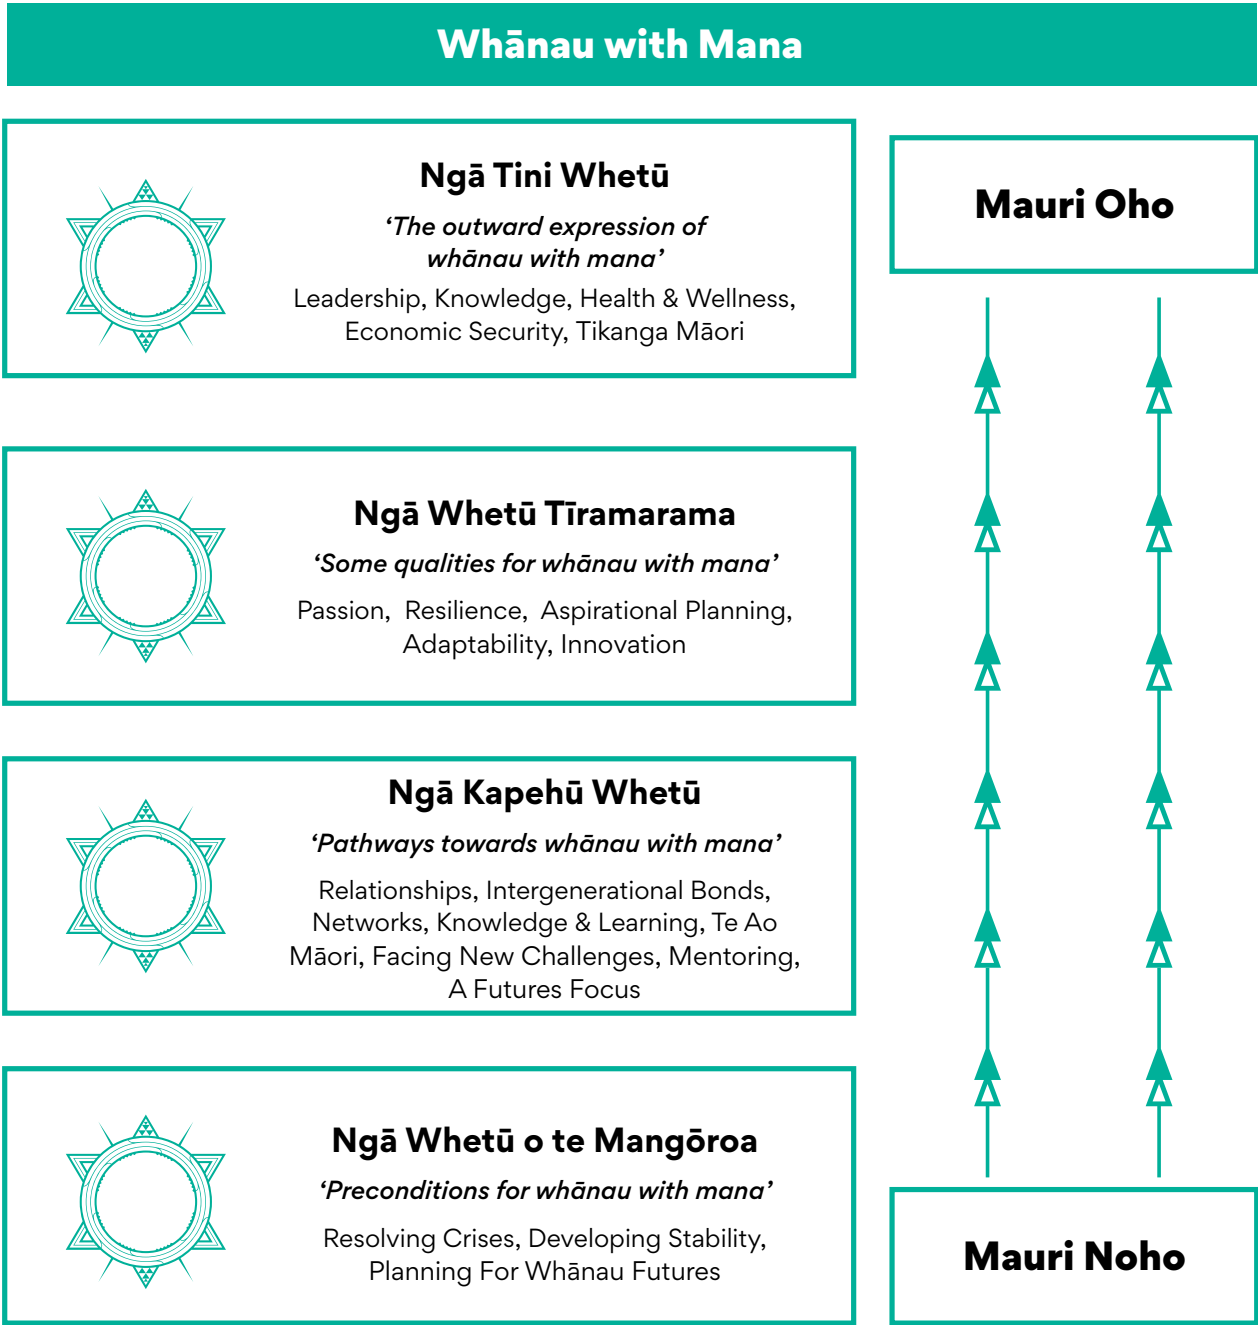 Whānau with Mana
Ngā Tini Whetū
‘The outward expression of
whānau with mana’
Leadership, Knowledge, Health & Wellness,
Economic Security, Tikanga Māori
Mauri Oho
Ngā Whetū Tīramarama
‘Some qualities for whānau with mana’
Passion, Resilience, Aspirational Planning,
Adaptability, Innovation
Ngā Kapehū Whetū
‘Pathways towards whānau with mana’
Relationships, Intergenerational Bonds,
Networks, Knowledge & Learning, Te Ao
Māori, Facing New Challenges, Mentoring,
A Futures Focus
Ngā Whetū o te Mangōroa
‘Preconditions for whānau with mana’
Resolving Crises, Developing Stability,
Planning For Whānau Futures
Mauri Noho